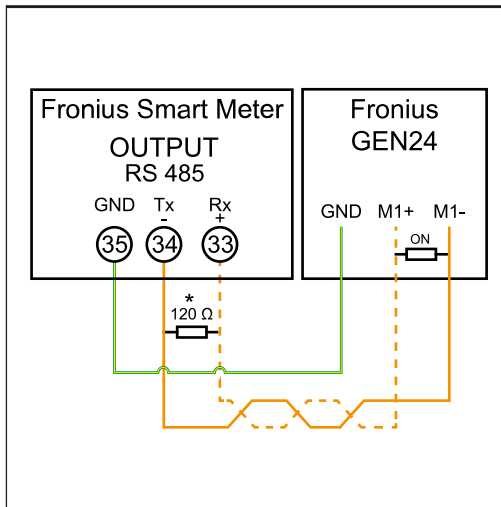 Fronius Smart Meter
OUTPUT
RS 485
GND Tx Rx
- +
35 34 33
*
120 Ω
Fronius
GEN24
GND M1+ M1-
ON